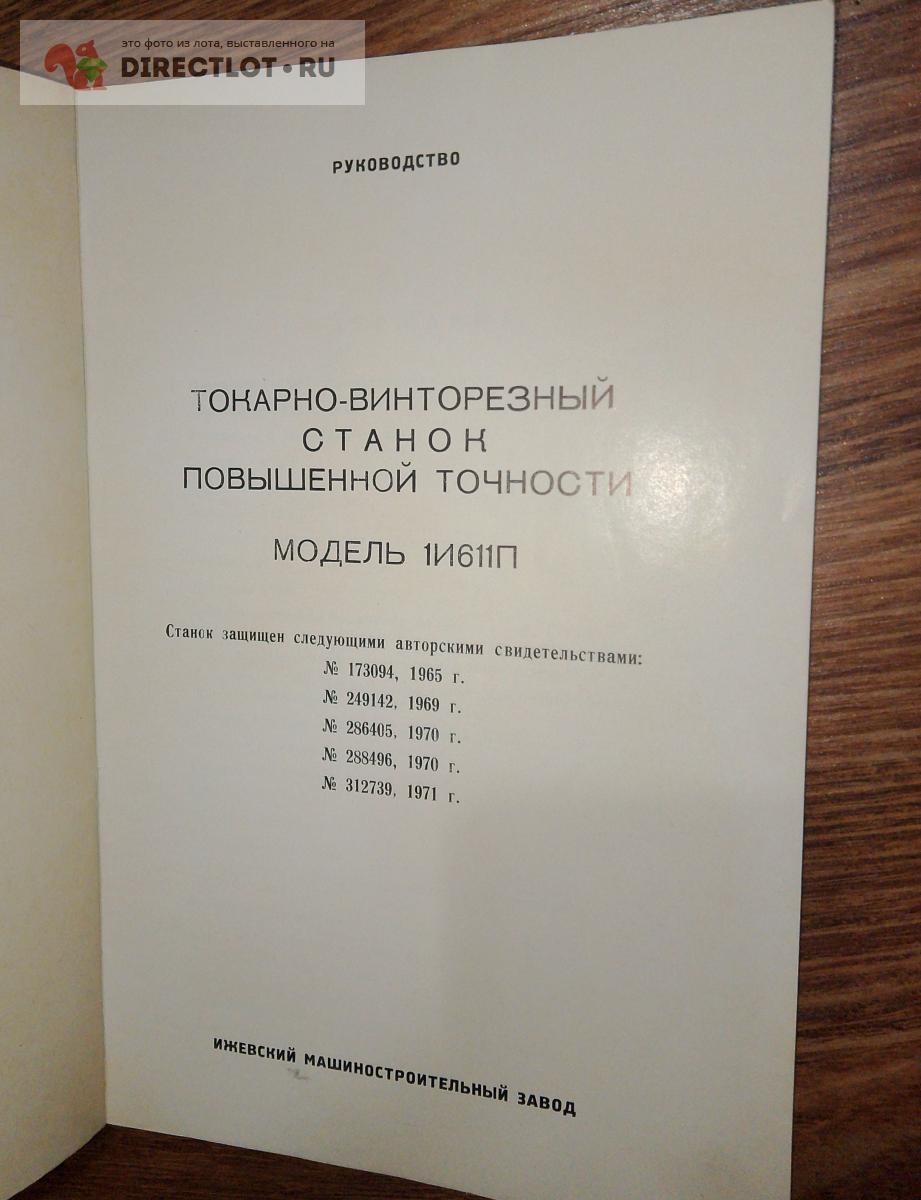 это фото из лота, выставленного на
DIRECTLOT•RU
РУКОВОДСТВО
ТОКАРНО-ВИНТОРЕЗНЫЙ
СТАНОК
ПОВЫШЕННОЙ ТОЧНОСТИ
МОДЕЛЬ 1И611П
Станок защищен следующими авторскими свидетельствами:
№ 173094, 1965 г.
№ 249142, 1969 г.
№ 286405, 1970 г.
№ 288496, 1970 г.
№ 312739, 1971 г.
ИЖЕВСКИЙ МАШИНОСТРОИТЕЛЬНЫЙ ЗАВОД